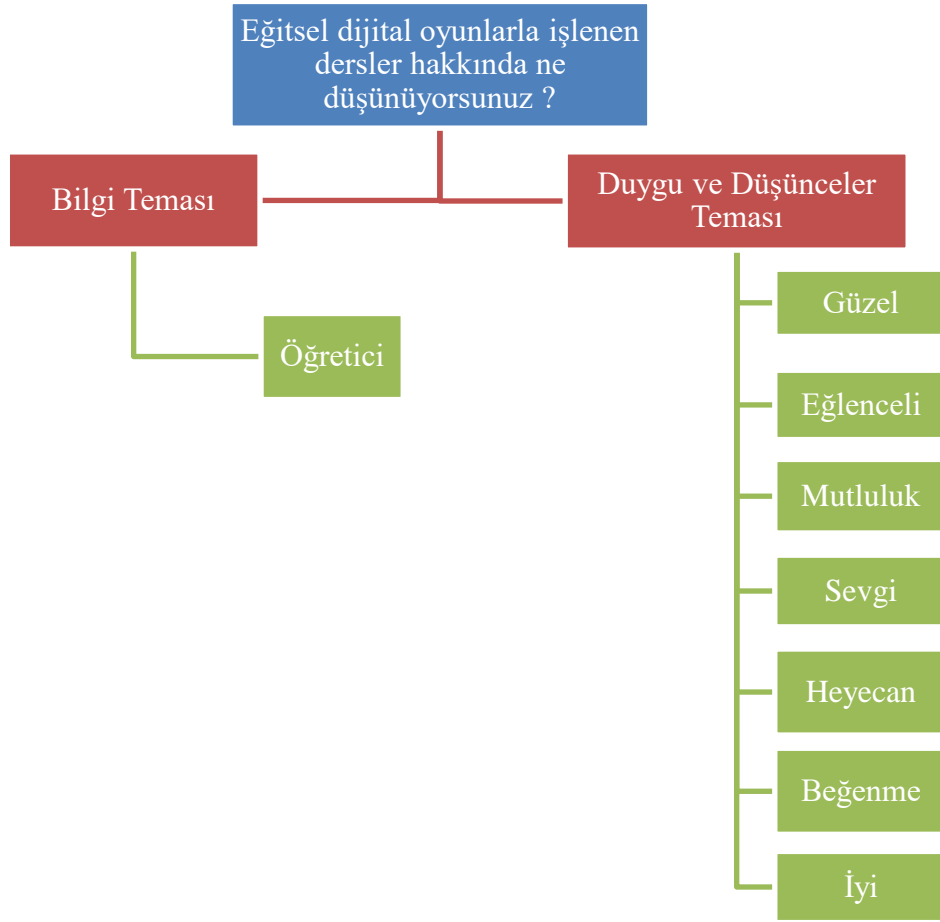 Eğitsel dijital oyunlarla işlenen
dersler hakkında ne
düşünüyorsunuz ?
Bilgi Teması
Duygu ve Düşünceler
Teması
Öğretici
Güzel
Eğlenceli
Mutluluk
Sevgi
Heyecan
Beğenme
İyi